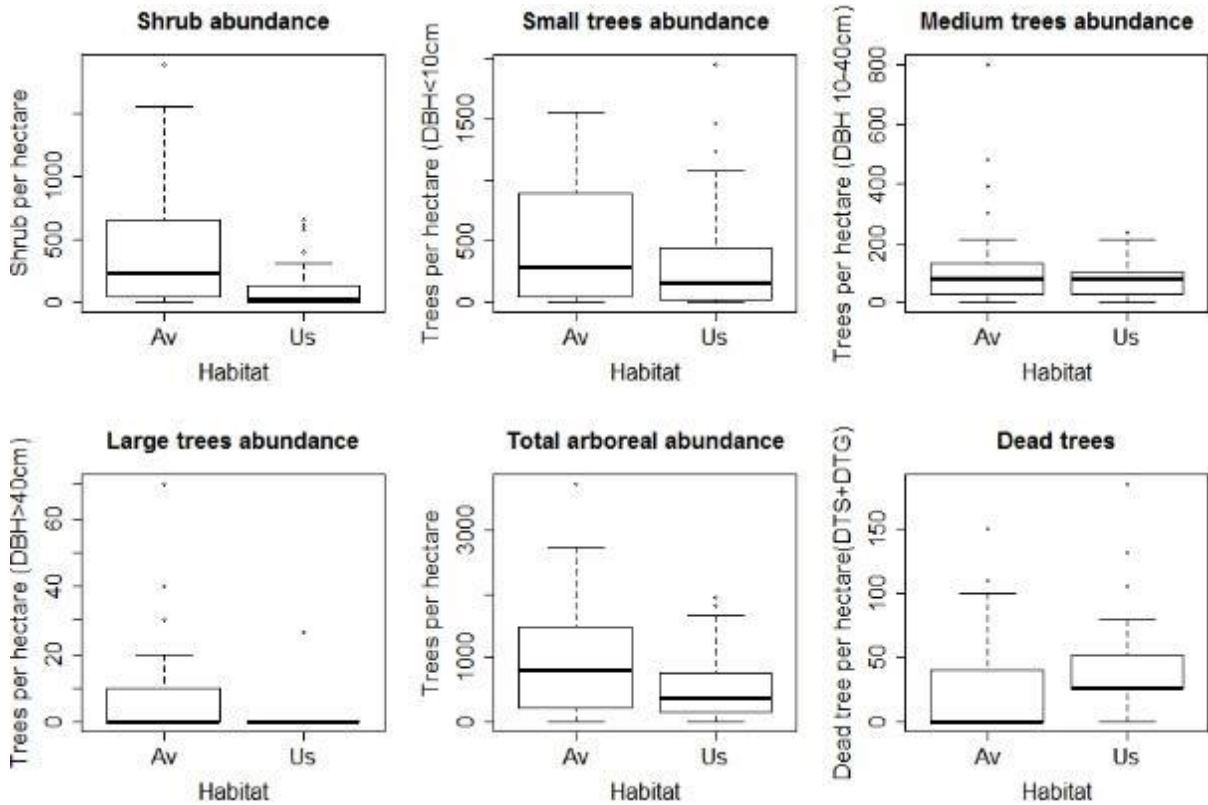 Shrub abundance
Shrub per hectare
0
500
1000
Av
Us
Habitat
Small trees abundance
Trees per hectare (DBH<10cm
0
500
1500
Av
Us
Habitat
Medium trees abundance
Trees per hectare (DBH 10-40cm)
0
200
400
600
800
Av
Us
Habitat
Large trees abundance
Trees per hectare (DBH>40cm)
0
20
40
60
Av
Us
Habitat
Total arboreal abundance
Trees per hectare
0
1000
3000
Av
Us
Habitat
Dead trees
Dead tree per hectare(DTS+DTG)
0
50
100
150
Av
Us
Habitat